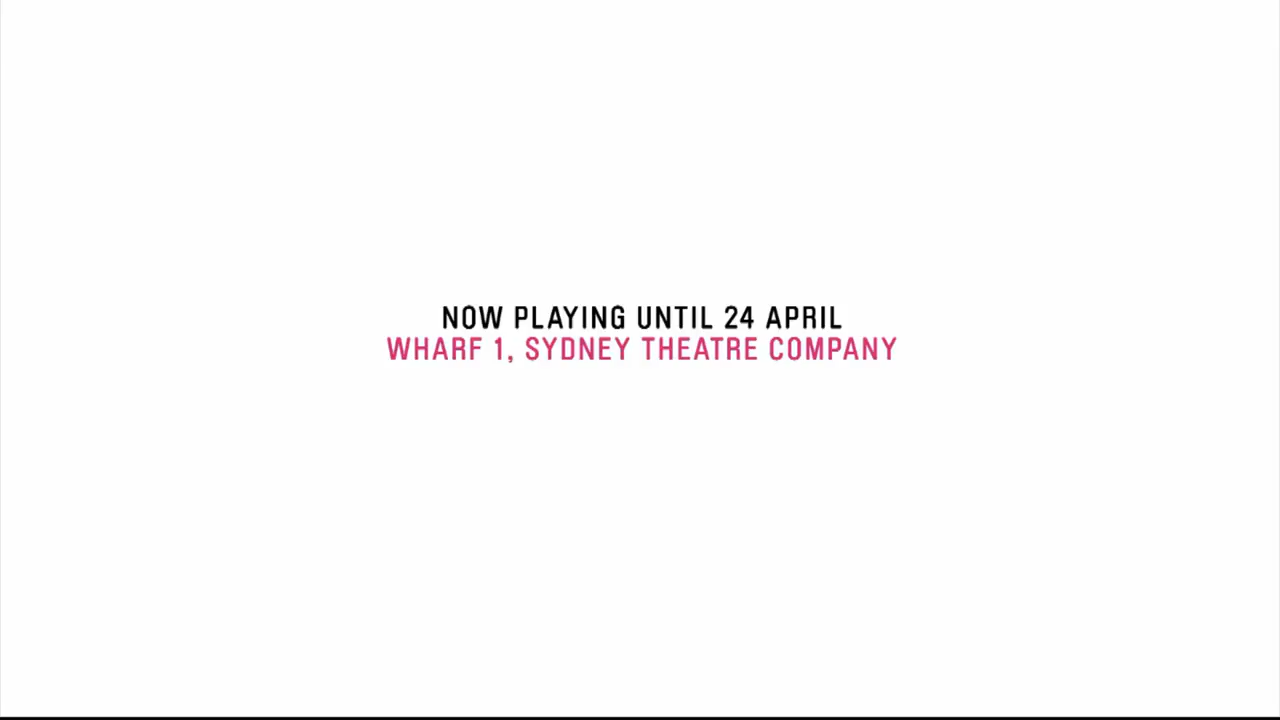 NOW PLAYING UNTIL 24 APRIL
WHARF 1, SYDNEY THEATRE COMPANY